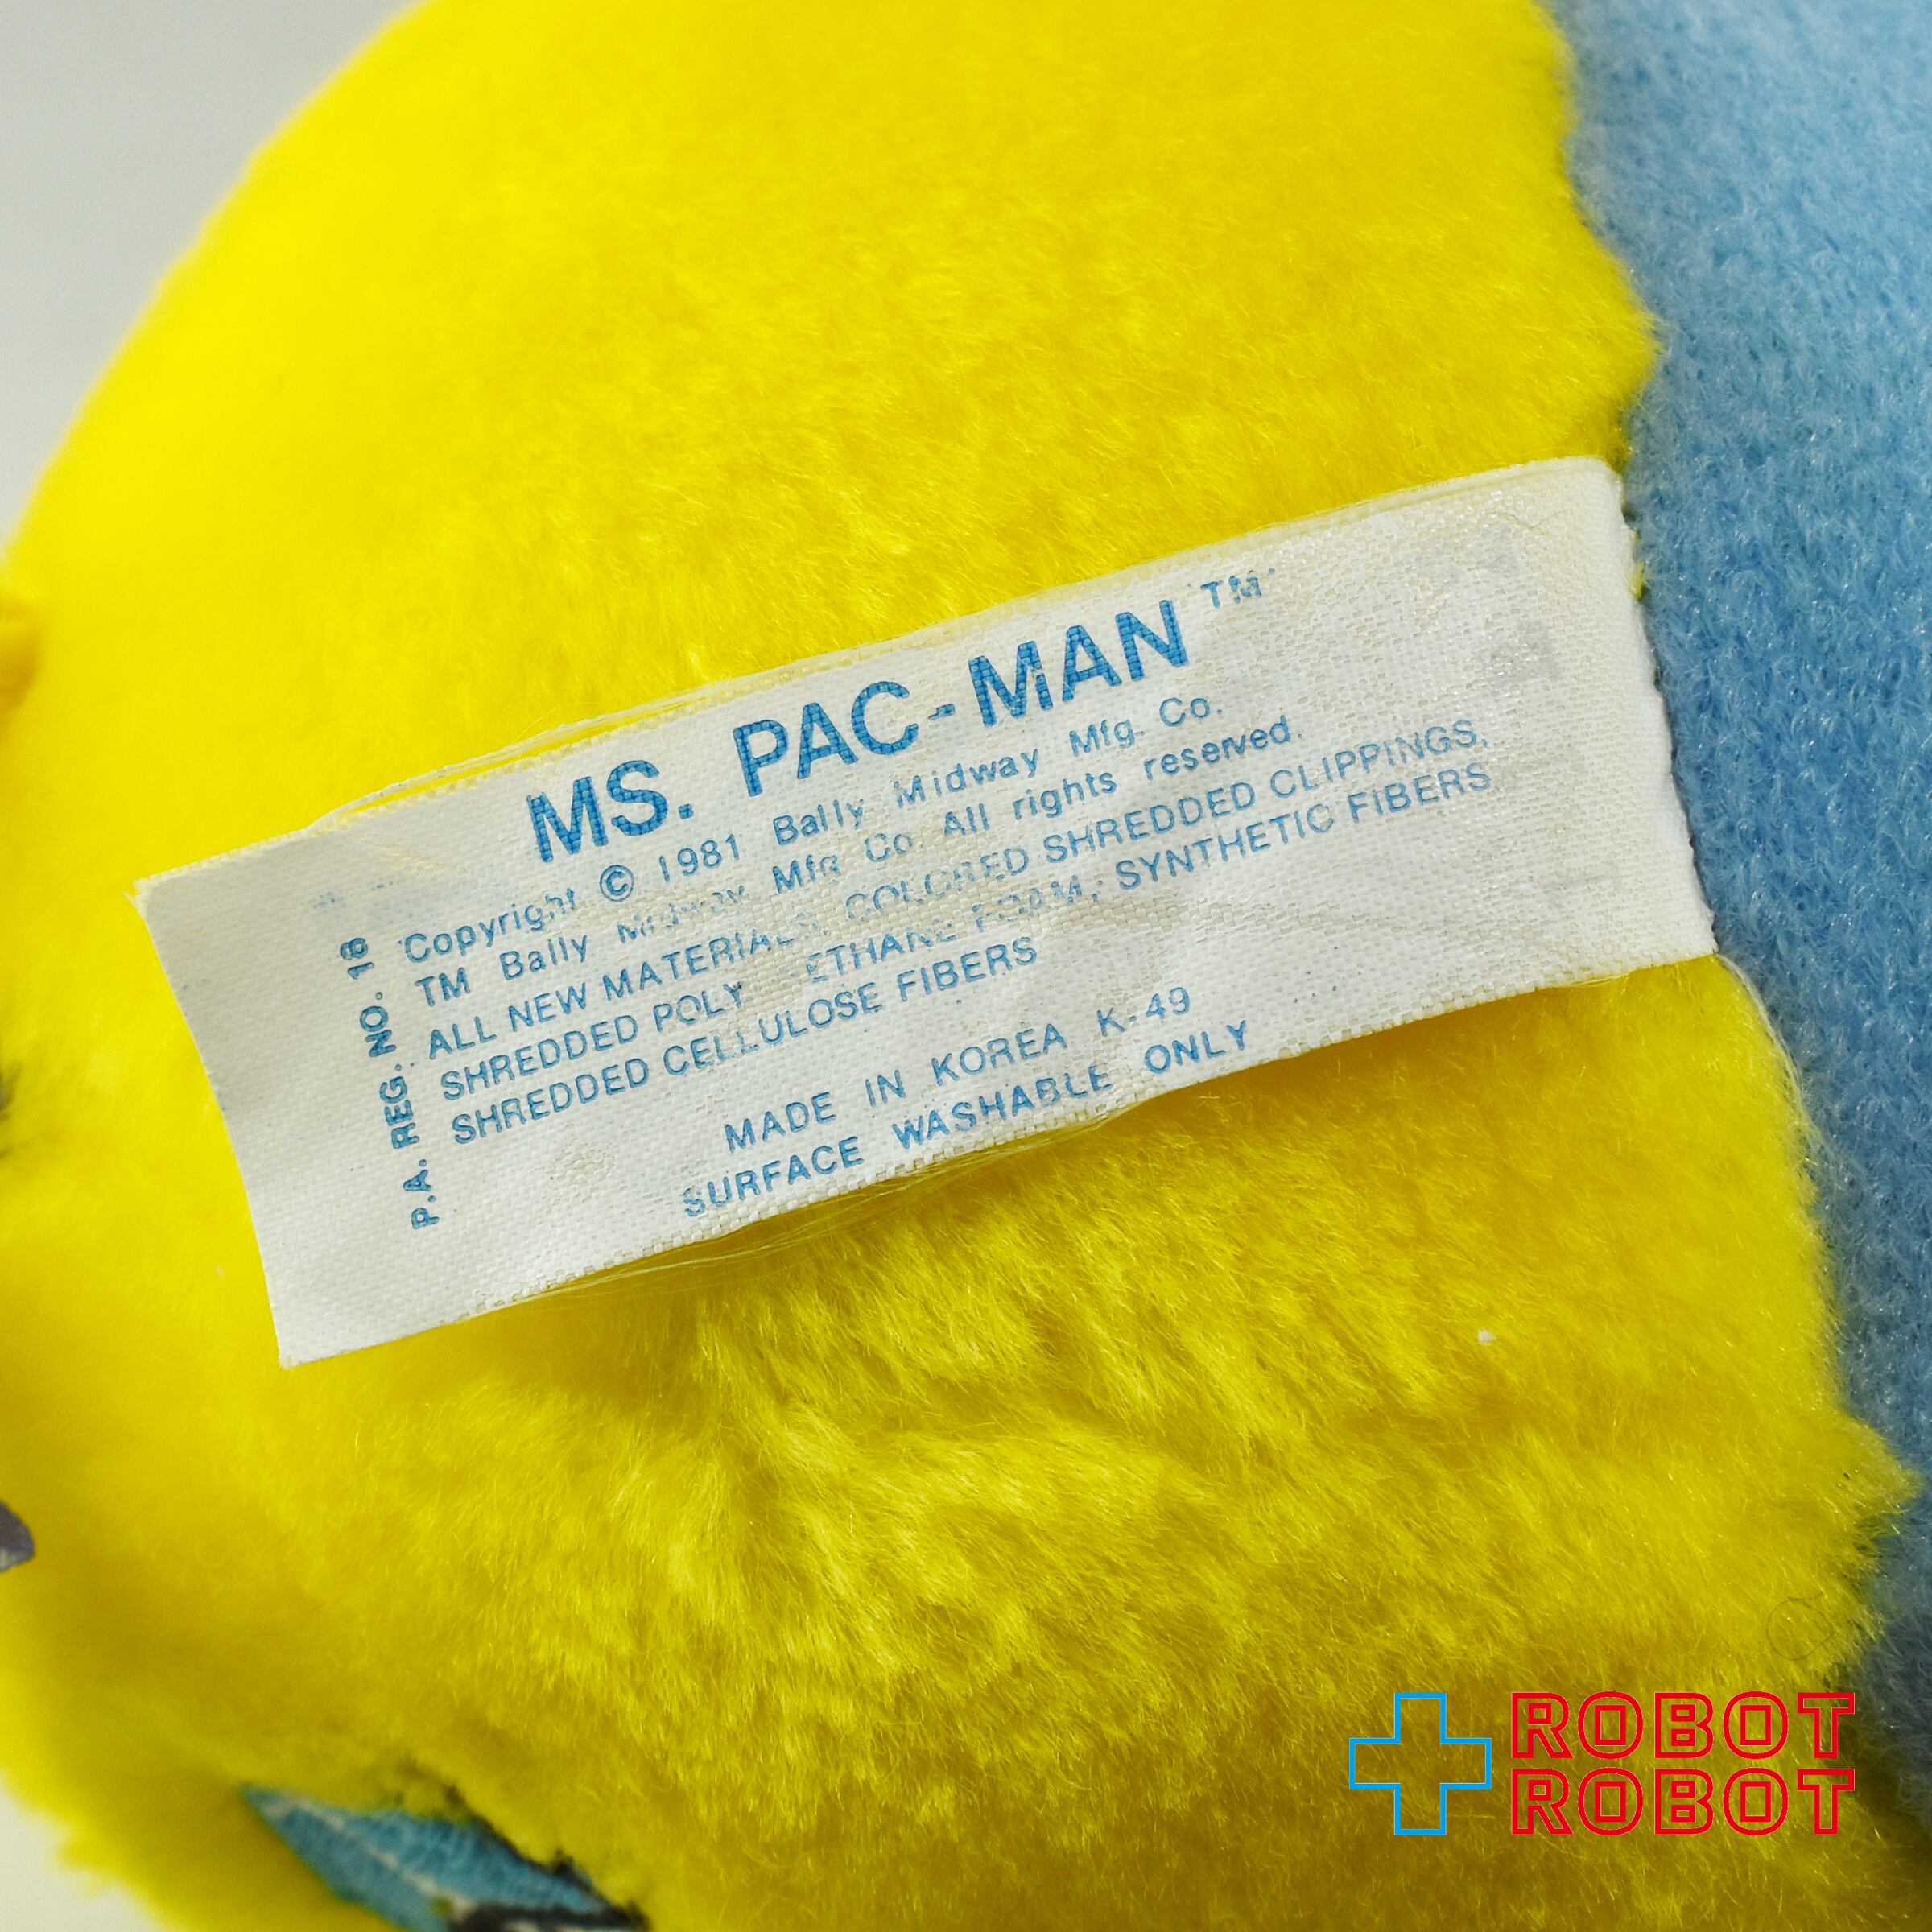 MS. PAC-MAN ™
Copyright © 1981 Bally Midway Mfg. Co.
TM Bally Midway Mfg Co. All rights reserved.
ALL NEW MATERIALS, COLORED SHREDDED CLIPPINGS,
SHREDDED POLY ETHANE FOAM, SYNTHETIC FIBERS
SHREDDED CELLULOSE FIBERS
MADE IN KOREA K-49
SURFACE WASHABLE ONLY
P.A. REG. NO. 18
ROBOT
ROBOT